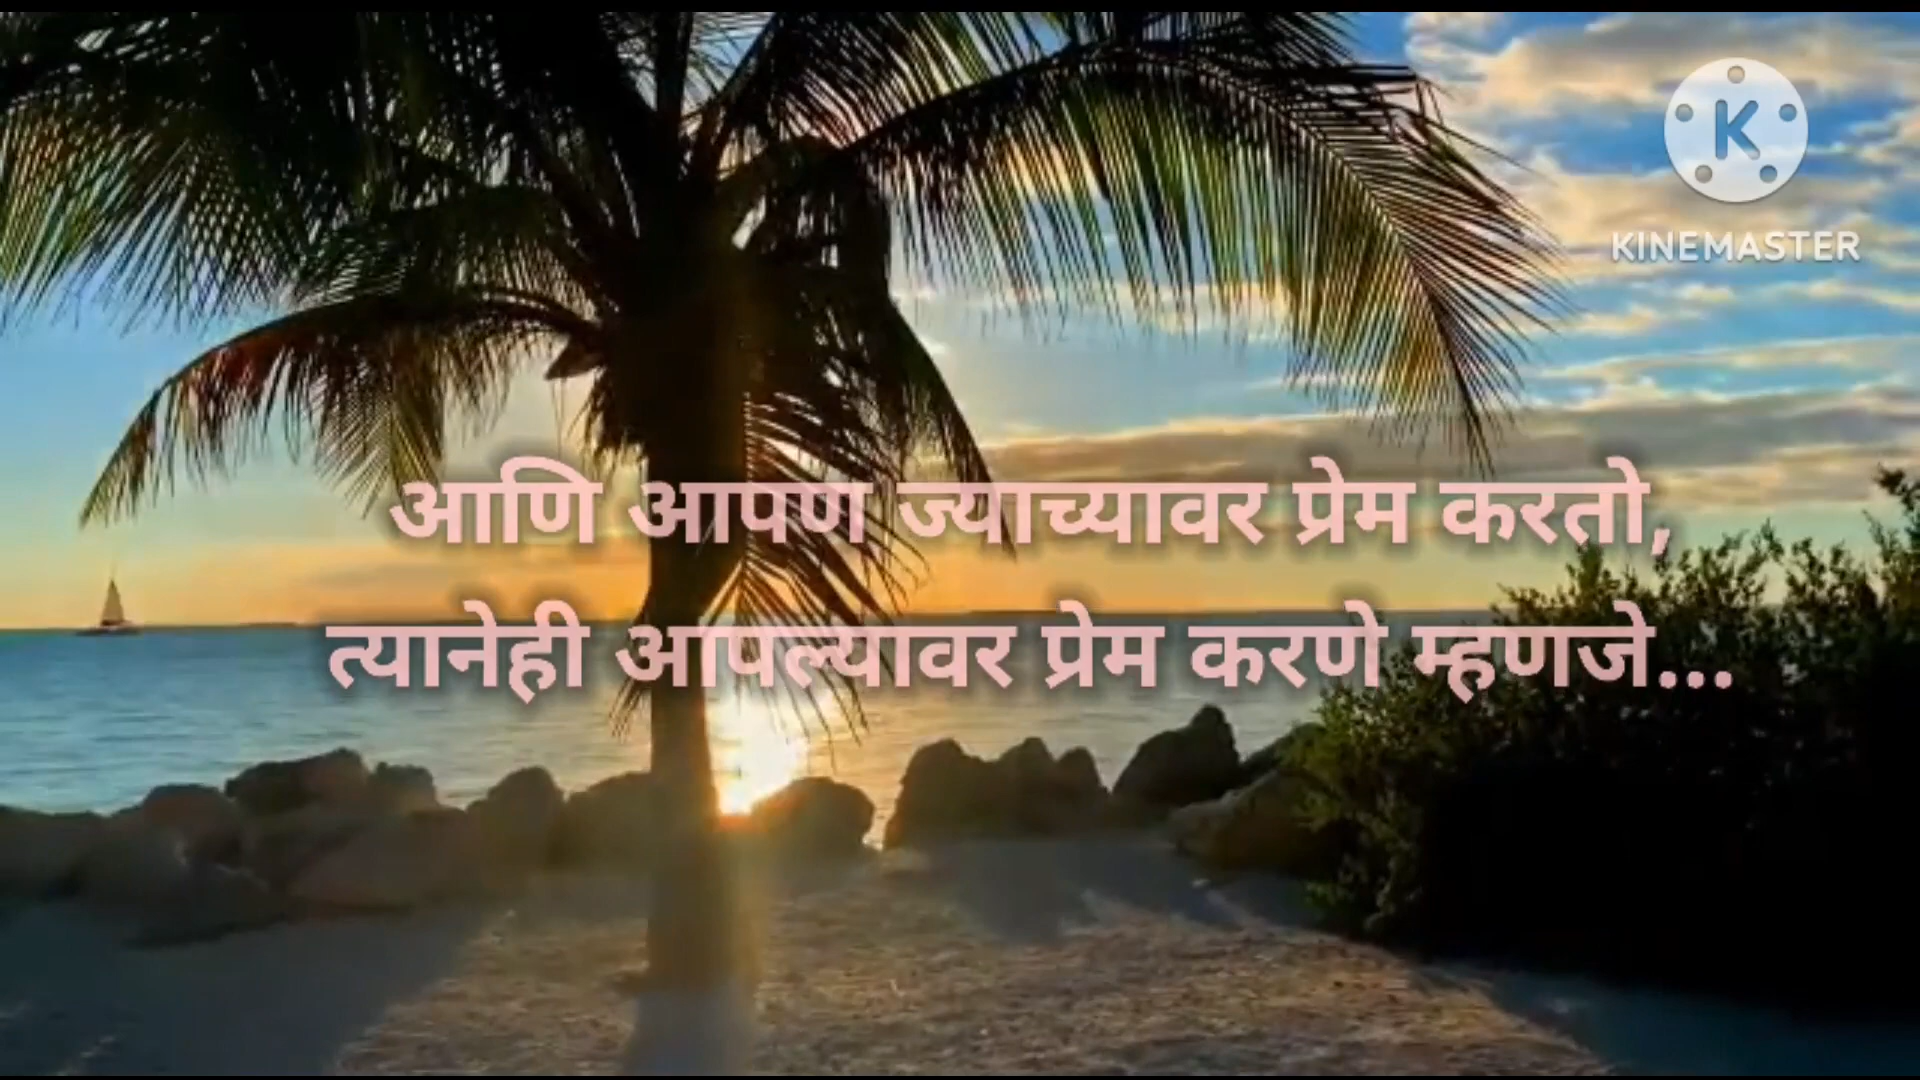 K
KINEMASTER
आणि आपण ज्याच्यावर प्रेम करतो,
त्यानेही आपल्यावर प्रेम करणे म्हणजे...